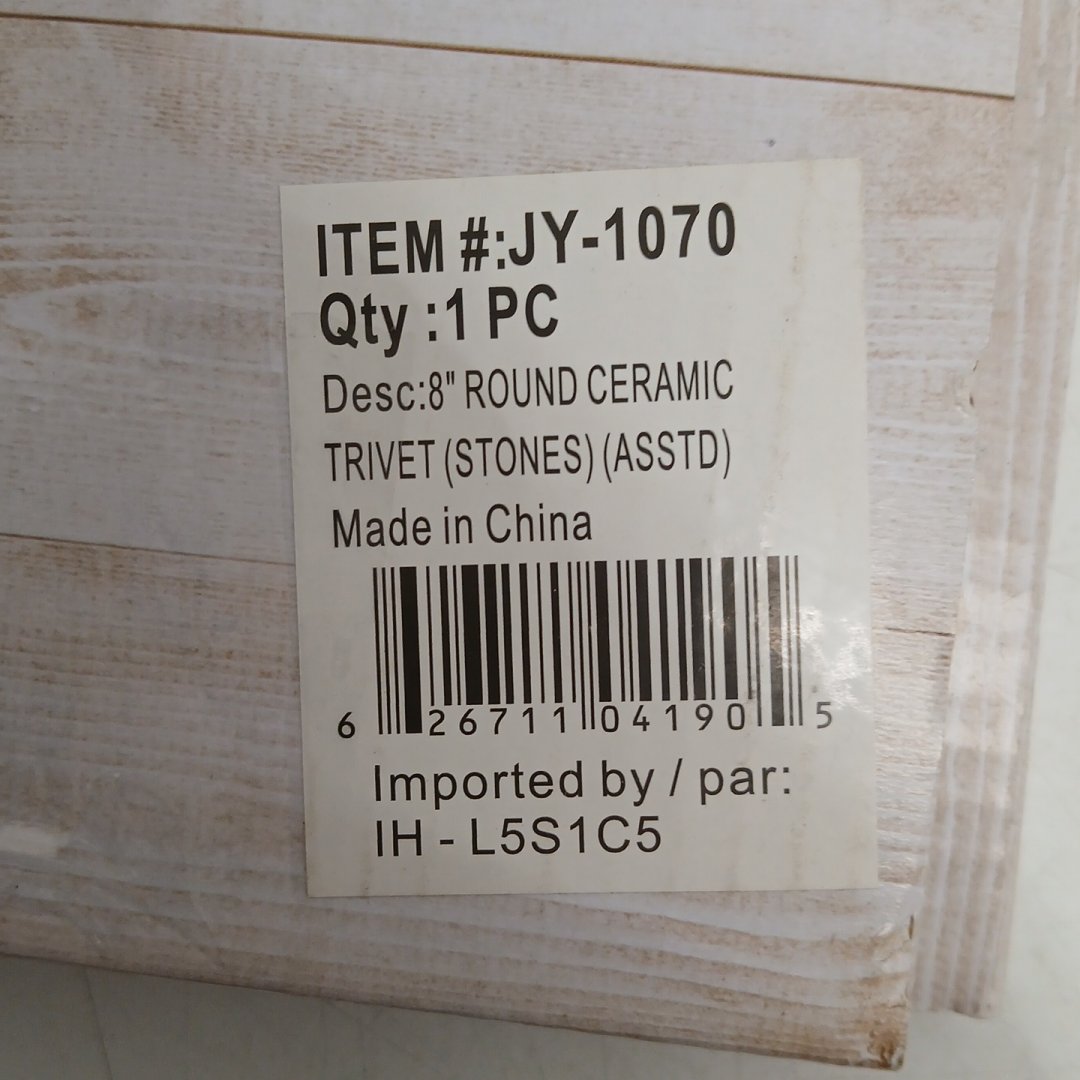 ITEM #:JY-1070
Qty :1 PC
Desc:8" ROUND CERAMIC
TRIVET (STONES) (ASSTD)
Made in China
6 26711 04190 5
Imported by / par:
IH - L5S1C5